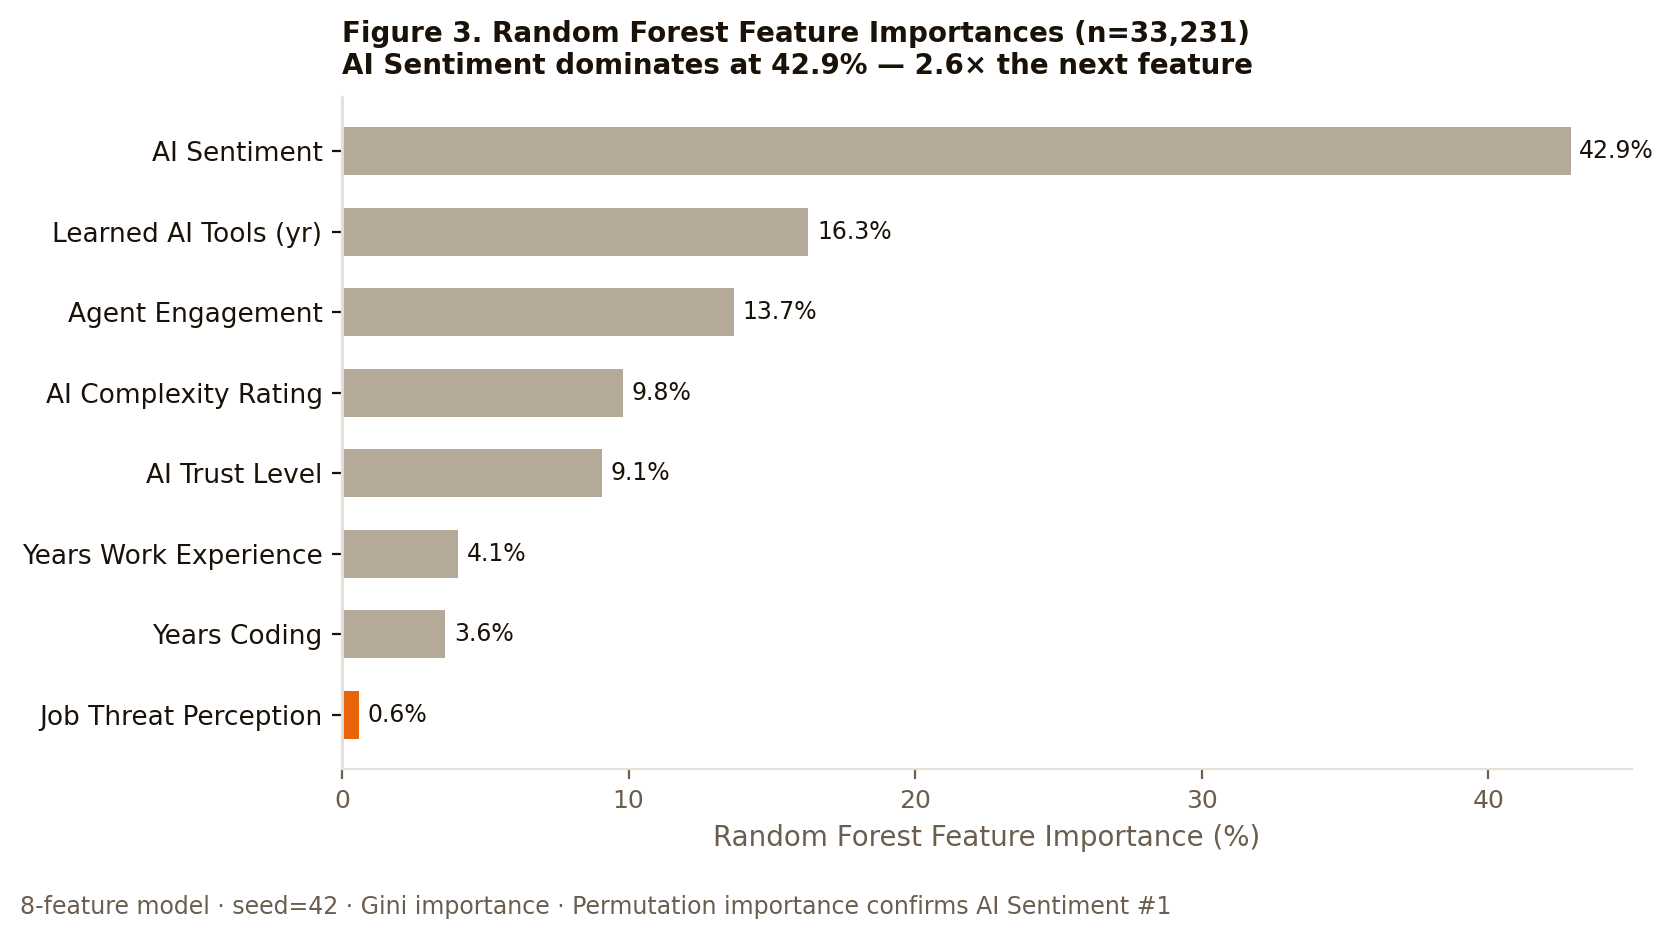 Figure 3. Random Forest Feature Importances (n=33,231)
AI Sentiment dominates at 42.9% — 2.6× the next feature
AI Sentiment 42.9%
Learned AI Tools (yr) 16.3%
Agent Engagement 13.7%
AI Complexity Rating 9.8%
AI Trust Level 9.1%
Years Work Experience 4.1%
Years Coding 3.6%
Job Threat Perception 0.6%
0 10 20 30 40
Random Forest Feature Importance (%)
8-feature model · seed=42 · Gini importance · Permutation importance confirms AI Sentiment #1